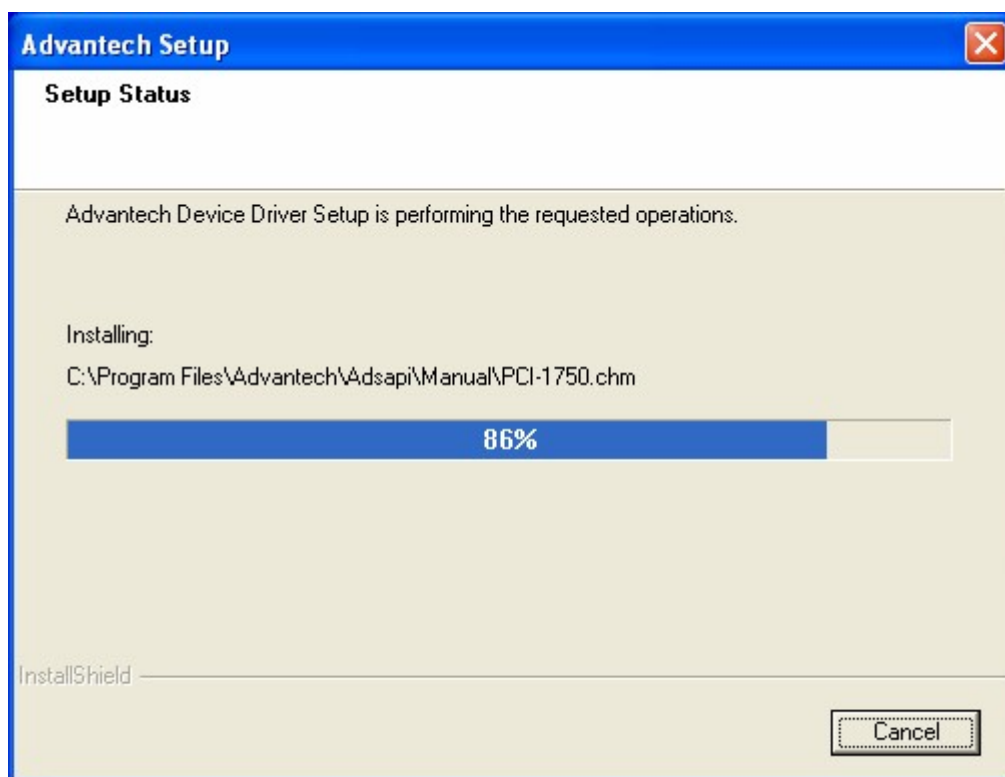 Advantech Setup
Setup Status
Advantech Device Driver Setup is performing the requested operations.
Installing:
C:\Program Files\Advantech\Adsapi\Manual\PCI-1750.chm
86%
InstallShield
Cancel